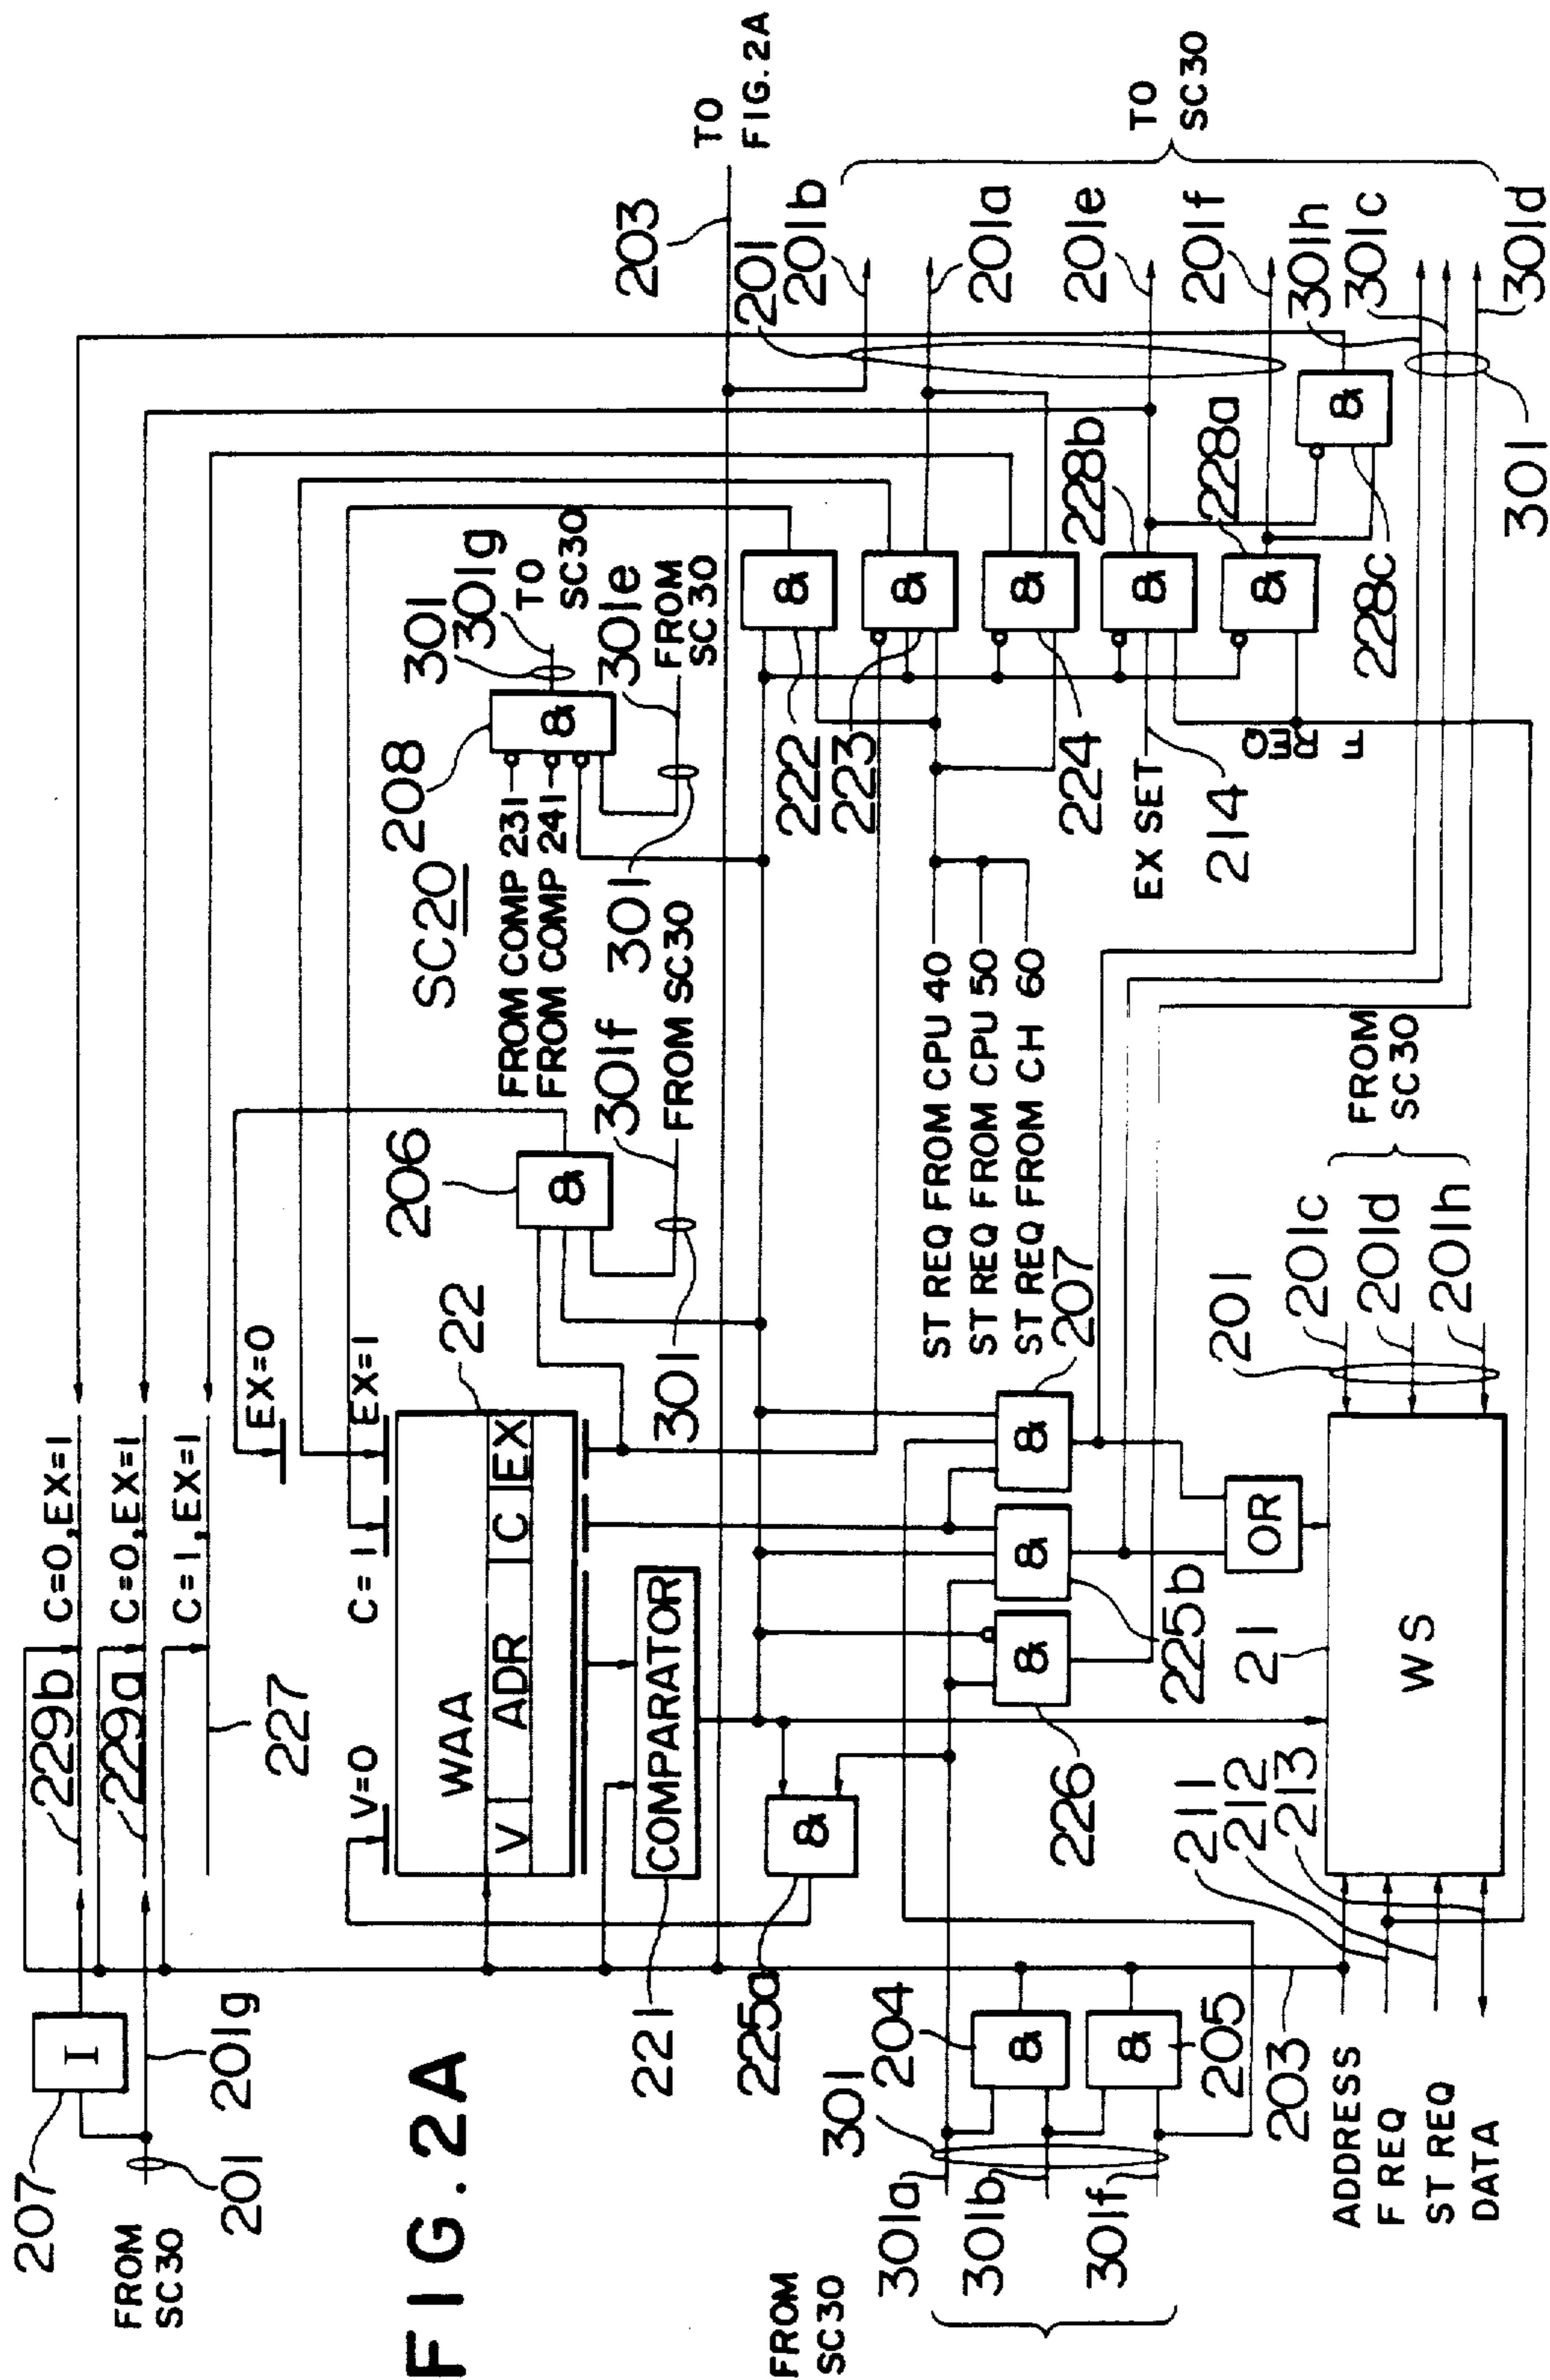 FIG. 2A
FROM
SC30
207
I
201
201g
229b
C=0,EX=1
229a
C=0,EX=1
C=1,EX=1
227
V=0
C=1
EX=1
EX=0
22
WAA
V
ADR
C
EX
COMPARATOR
221
225a
&
206
&
301f
FROM SC30
301
SC20
208
&
FROM COMP 231
FROM COMP 241
301
301g
TO
SC30
301e
FROM
SC30
301
203
TO
FIG.2A
222
&
223
&
224
&
EX SET
214
228b
&
228a
&
F REQ
228c
&
201
201b
201a
201e
201f
301h
301c
301d
301
TO
SC30
ST REQ FROM CPU 40
ST REQ FROM CPU 50
ST REQ FROM CH 60
207
&
225b
&
226
&
OR
21
WS
201
201c
201d
201h
FROM
SC30
FROM
SC30
301
301a
301b
301f
204
&
205
&
203
211
212
213
ADDRESS
F REQ
ST REQ
DATA